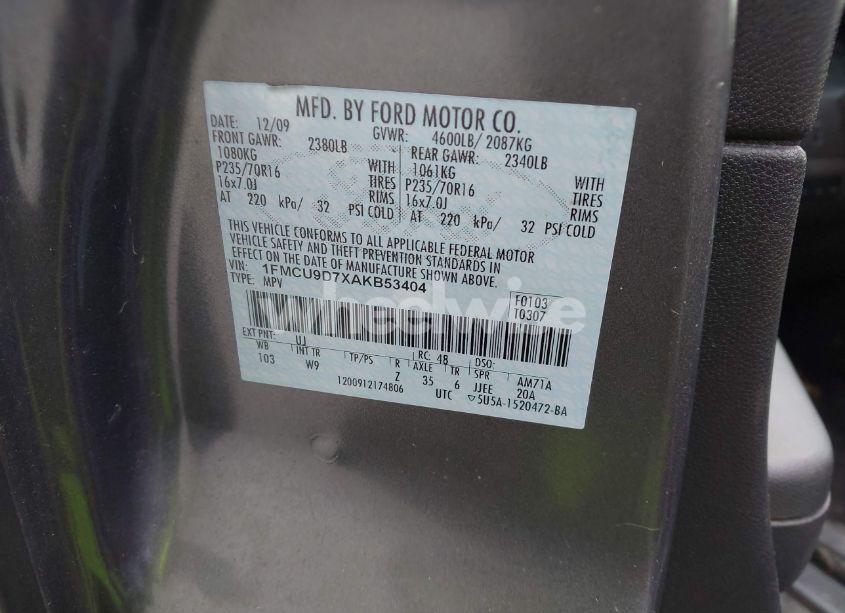 MFD. BY FORD MOTOR CO.
DATE: 12/09 GVWR: 4600LB/ 2087KG
FRONT GAWR: 2380LB REAR GAWR: 2340LB
1080KG WITH 1061KG WITH
P235/70R16 TIRES P235/70R16 TIRES
16x7.0J RIMS 16x7.0J RIMS
AT 220 kPa/ 32 PSI COLD AT 220 kPa/ 32 PSI COLD
THIS VEHICLE CONFORMS TO ALL APPLICABLE FEDERAL MOTOR
VEHICLE SAFETY AND THEFT PREVENTION STANDARDS IN
EFFECT ON THE DATE OF MANUFACTURE SHOWN ABOVE.
VIN: 1FMCU9D7XAKB53404
TYPE: MPV
F0103
T0307
wheelwire
EXT PNT: UJ RC: 48 DSO:
WB INT TR TP/PS R AXLE TR SPR AM71A
103 W9 Z 35 6 JJEE 20A
1200912174806 UTC ▽5U5A-1520472-BA